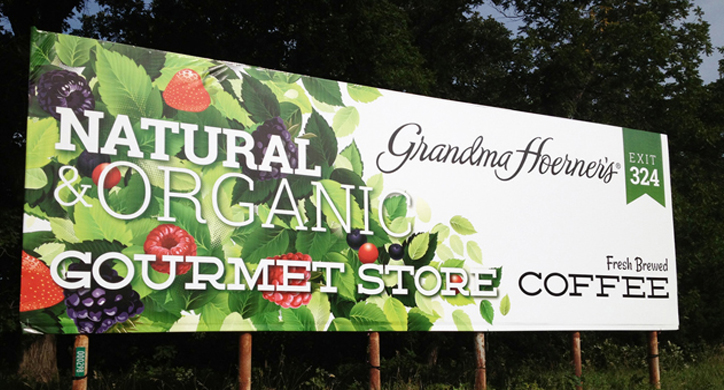 NATURAL
& ORGANIC
GOURMET STORE
Grandma Hoerner's®
EXIT
324
Fresh Brewed
COFFEE